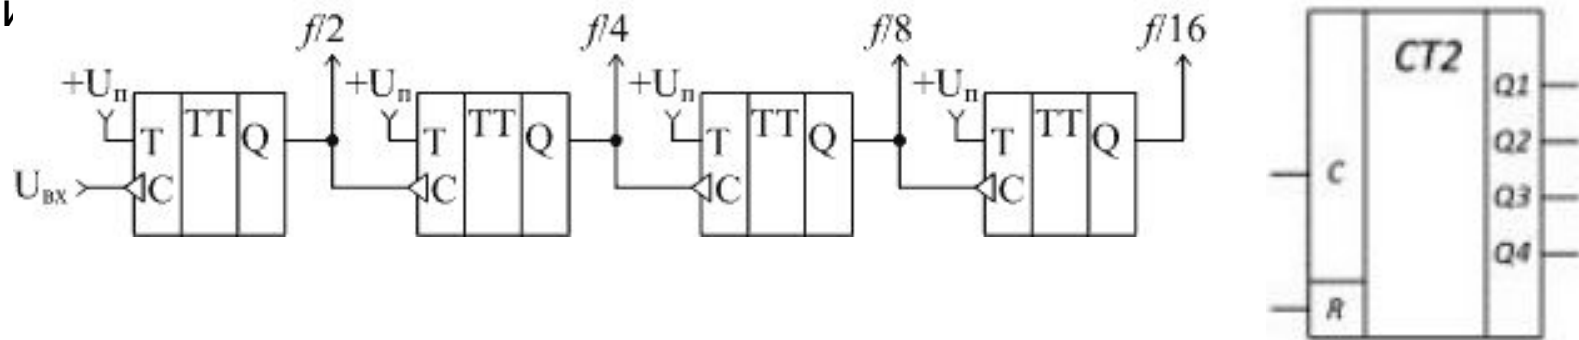 f/2 f/4 f/8 f/16
+Uп +Uп +Uп +Uп
T TT Q T TT Q T TT Q T TT Q
Uвх C C C C
CT2
Q1
Q2
C
Q3
Q4
R